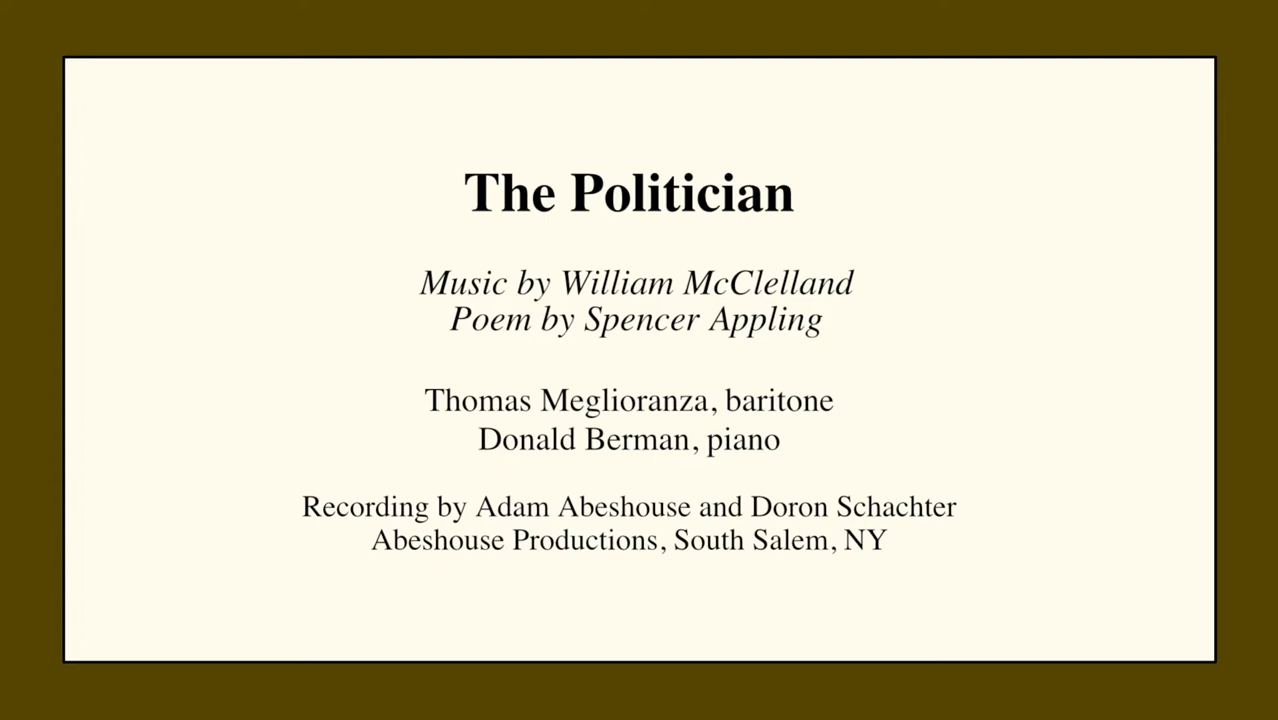 The Politician
Music by William McClelland
Poem by Spencer Appling
Thomas Meglioranza, baritone
Donald Berman, piano
Recording by Adam Abeshouse and Doron Schachter
Abeshouse Productions, South Salem, NY